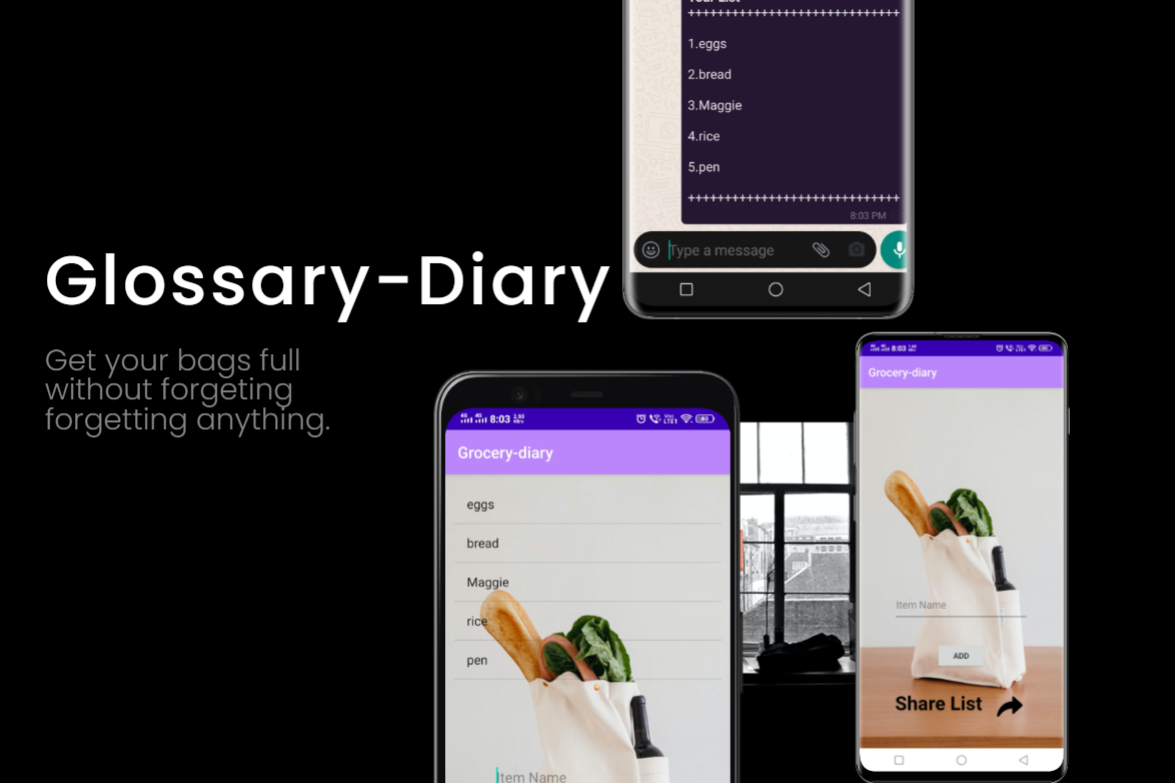 Your List
++++++++++++++++++++++++++++
1.eggs
2.bread
3.Maggie
4.rice
5.pen
++++++++++++++++++++++++++++
8:03 PM
Type a message
Glossary-Diary
Get your bags full
without forgeting
forgetting anything.
8:03
Grocery-diary
eggs
bread
Maggie
rice
pen
Item Name
8:03
Grocery-diary
Item Name
ADD
Share List